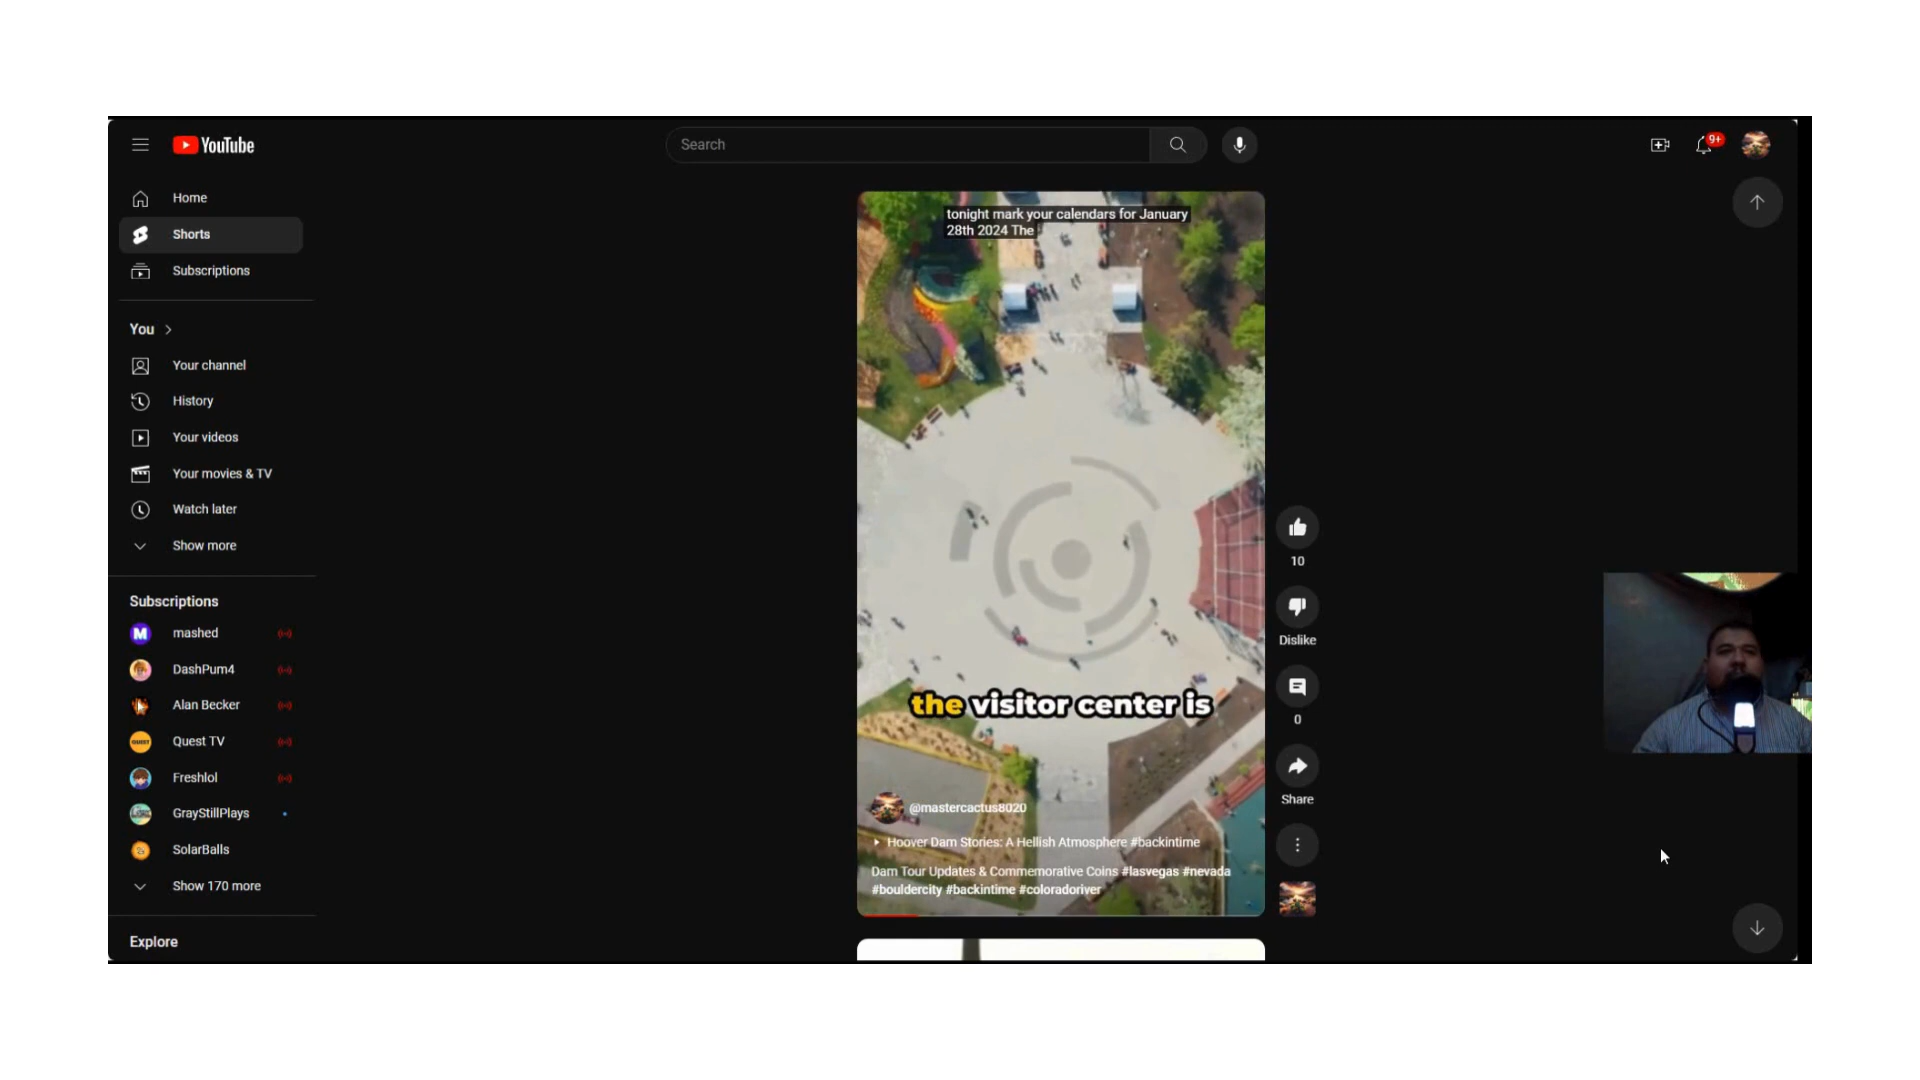 YouTube
Search
9+
Home
Shorts
Subscriptions
You
Your channel
History
Your videos
Your movies & TV
Watch later
Show more
Subscriptions
M mashed
DashPum4
Alan Becker
QUEST Quest TV
Freshlol
GrayStillPlays
SolarBalls
Show 170 more
Explore
tonight mark your calendars for January
28th 2024 The
the visitor center is
@mastercactus8020
Hoover Dam Stories: A Hellish Atmosphere #backintime
Dam Tour Updates & Commemorative Coins #lasvegas #nevada
#bouldercity #backintime #coloradoriver
10
Dislike
0
Share